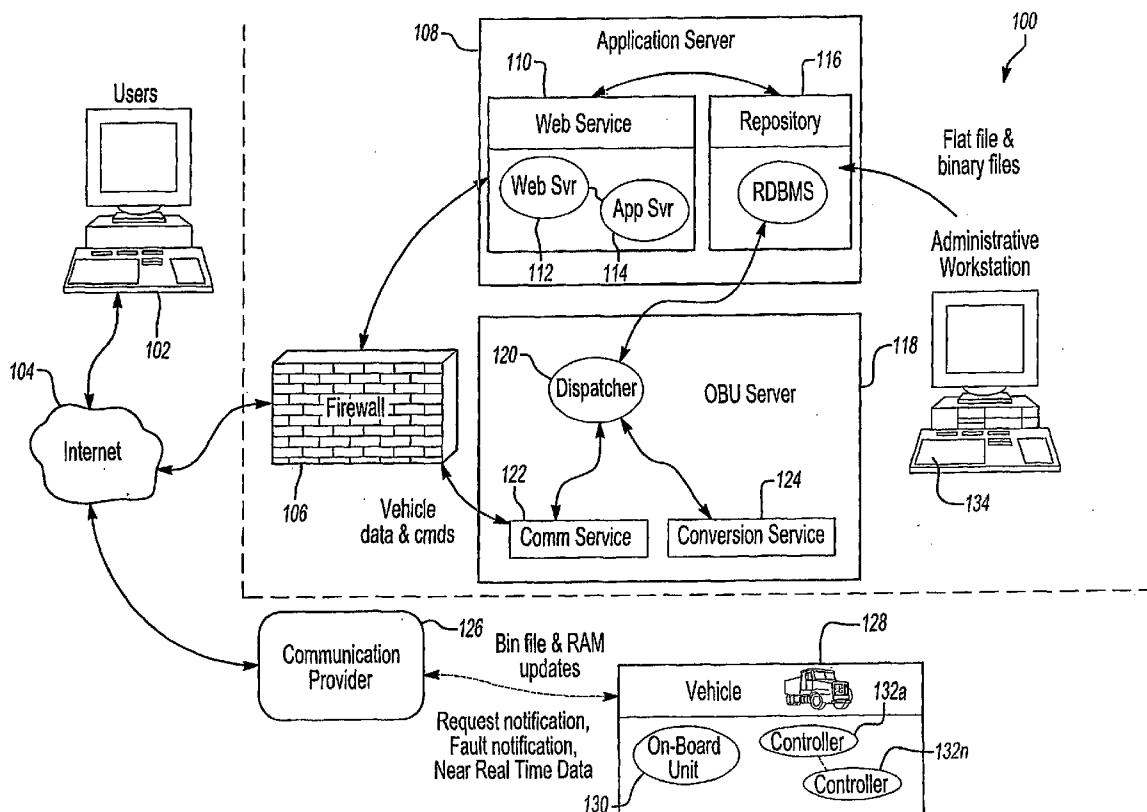 108
Application Server
100
110
116
Users
Web Service
Repository
Flat file &
binary files
Web Svr
App Svr
RDBMS
112
114
Administrative
Workstation
102
104
Internet
Firewall
106
120
Dispatcher
OBU Server
118
122
124
134
Vehicle
data & cmds
Comm Service
Conversion Service
126
Communication
Provider
Bin file & RAM
updates
128
Vehicle
132a
Request notification,
Fault notification,
Near Real Time Data
On-Board
Unit
Controller
132n
Controller
130